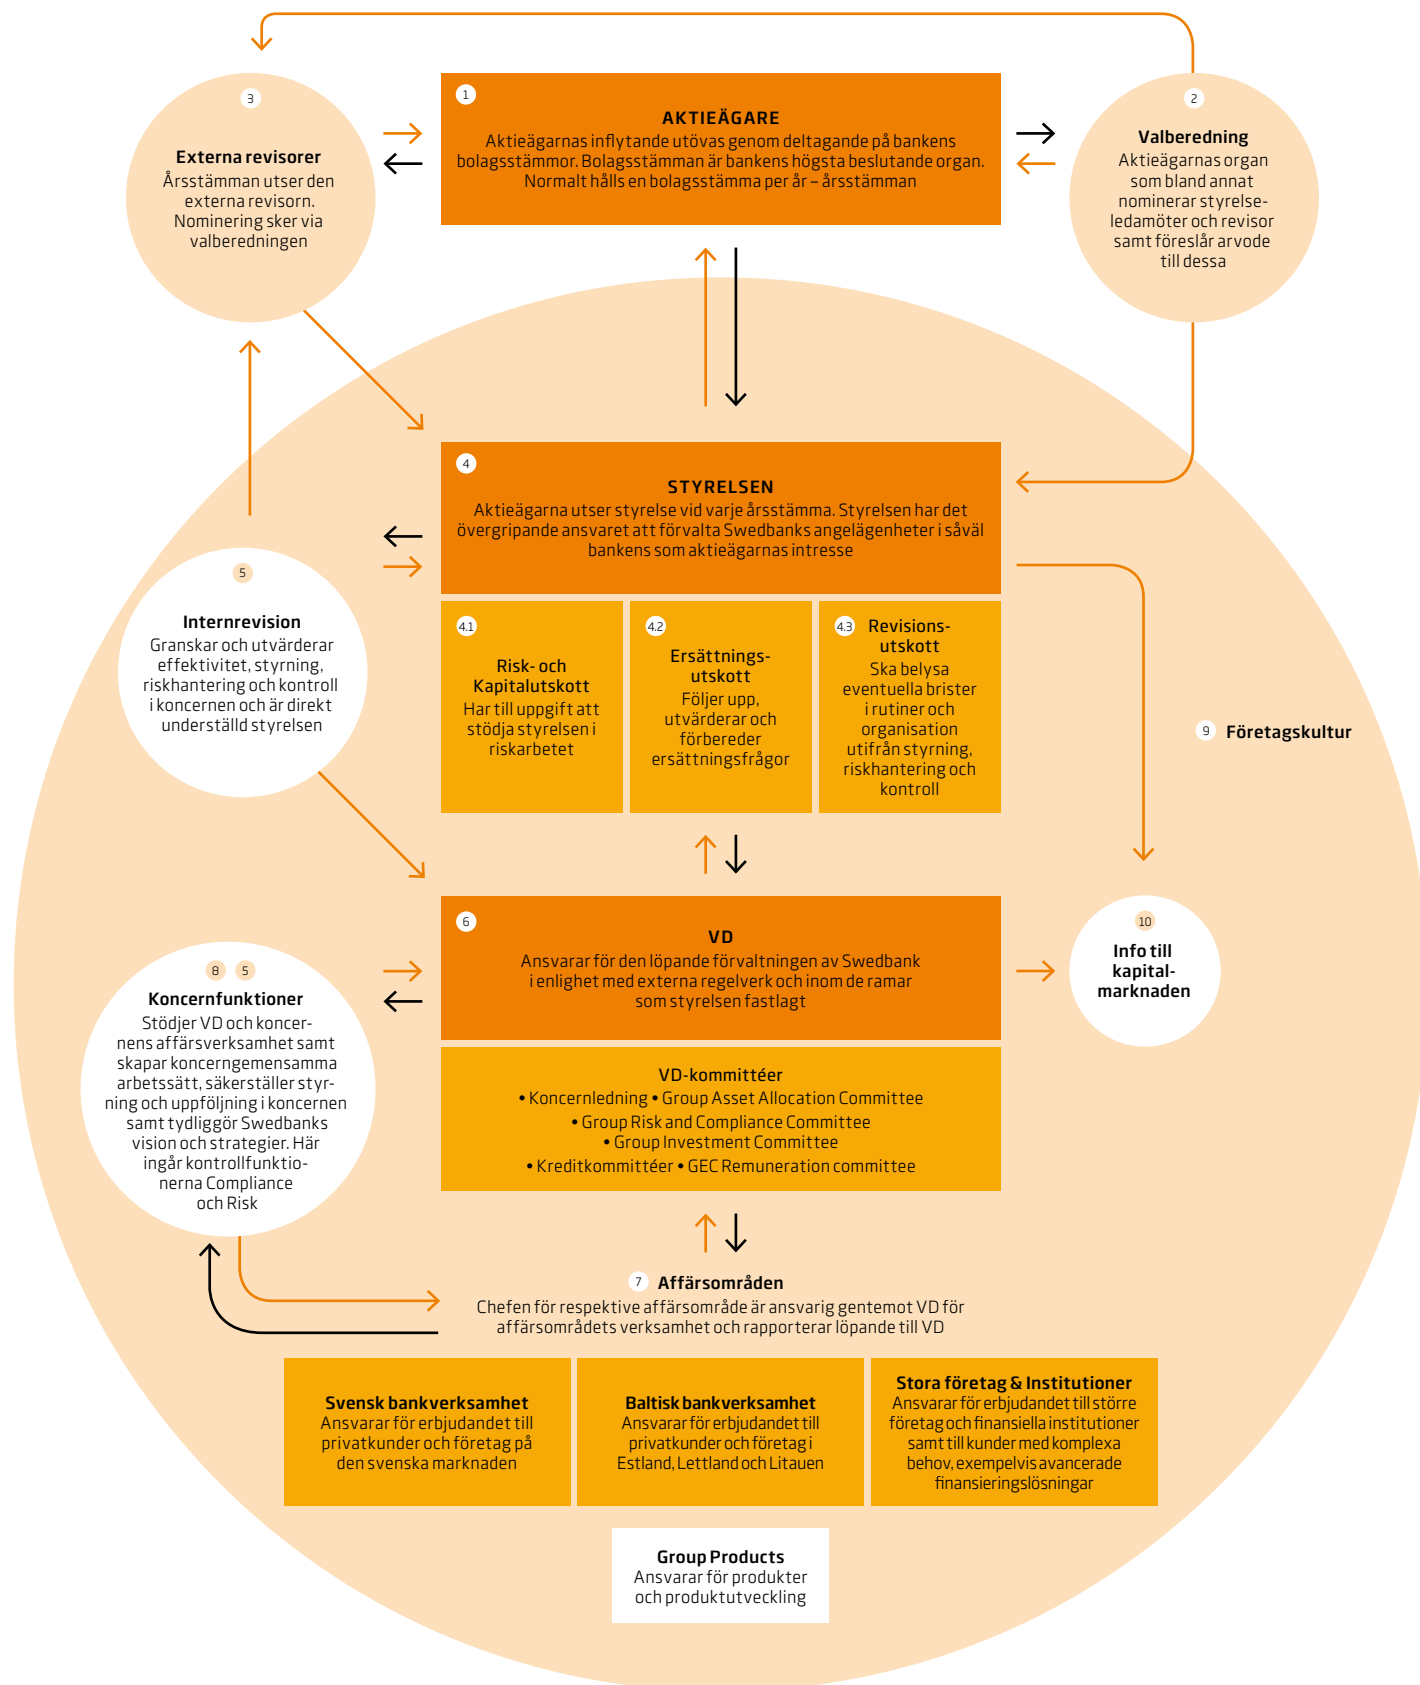 3
Externa revisorer
Årsstämman utser den
externa revisorn.
Nominering sker via
valberedningen
1
AKTIEÄGARE
Aktieägarnas inflytande utövas genom deltagande på bankens
bolagsstämmor. Bolagsstämman är bankens högsta beslutande organ.
Normalt hålls en bolagsstämma per år – årsstämman
2
Valberedning
Aktieägarnas organ
som bland annat
nominerar styrelse-
ledamöter och revisor
samt föreslår arvode
till dessa
4
STYRELSEN
Aktieägarna utser styrelse vid varje årsstämma. Styrelsen har det
övergripande ansvaret att förvalta Swedbanks angelägenheter i såväl
bankens som aktieägarnas intresse
5
Internrevision
Granskar och utvärderar
effektivitet, styrning,
riskhantering och kontroll
i koncernen och är direkt
underställd styrelsen
4.1
Risk- och
Kapitalutskott
Har till uppgift att
stödja styrelsen i
riskarbetet
4.2
Ersättnings-
utskott
Följer upp,
utvärderar och
förbereder
ersättningsfrågor
4.3
Revisions-
utskott
Ska belysa
eventuella brister
i rutiner och
organisation
utifrån styrning,
riskhantering och
kontroll
9 Företagskultur
6
VD
Ansvarar för den löpande förvaltningen av Swedbank
i enlighet med externa regelverk och inom de ramar
som styrelsen fastlagt
10
Info till
kapital-
marknaden
8 5
Koncernfunktioner
Stödjer VD och koncer-
nens affärsverksamhet samt
skapar koncerngemensamma
arbetssätt, säkerställer styr-
ning och uppföljning i koncernen
samt tydliggör Swedbanks
vision och strategier. Här
ingår kontrollfunktio-
nerna Compliance
och Risk
VD-kommittéer
• Koncernledning • Group Asset Allocation Committee
• Group Risk and Compliance Committee
• Group Investment Committee
• Kreditkommittéer • GEC Remuneration committee
7 Affärsområden
Chefen för respektive affärsområde är ansvarig gentemot VD för
affärsområdets verksamhet och rapporterar löpande till VD
Svensk bankverksamhet
Ansvarar för erbjudandet till
privatkunder och företag på
den svenska marknaden
Baltisk bankverksamhet
Ansvarar för erbjudandet till
privatkunder och företag i
Estland, Lettland och Litauen
Stora företag & Institutioner
Ansvarar för erbjudandet till större
företag och finansiella institutioner
samt till kunder med komplexa
behov, exempelvis avancerade
finansieringslösningar
Group Products
Ansvarar för produkter
och produktutveckling